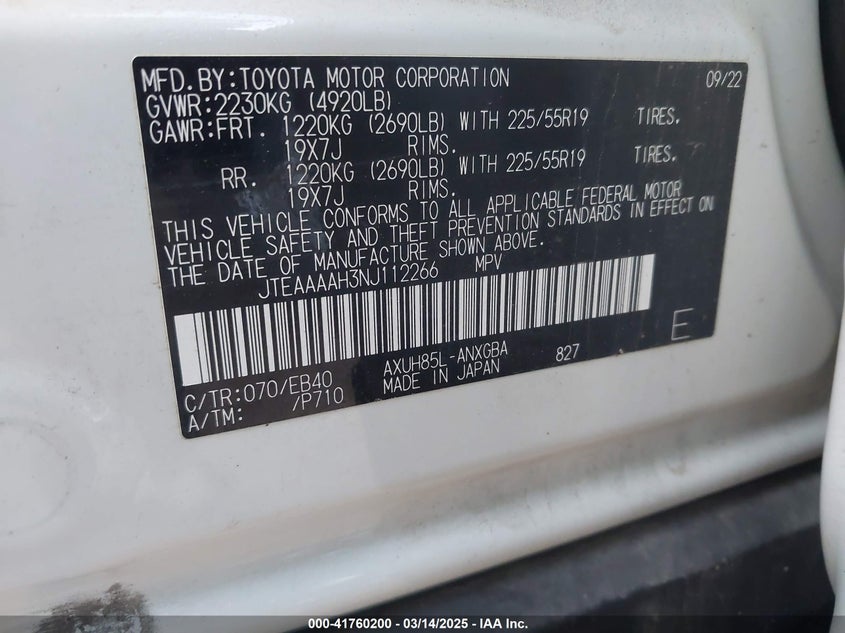 MFD.BY:TOYOTA MOTOR CORPORATION 09/22
GVWR:2230KG (4920LB)
GAWR:FRT. 1220KG (2690LB) WITH 225/55R19 TIRES.
19X7J RIMS.
RR. 1220KG (2690LB) WITH 225/55R19 TIRES.
19X7J RIMS.
THIS VEHICLE CONFORMS TO ALL APPLICABLE FEDERAL MOTOR
VEHICLE SAFETY AND THEFT PREVENTION STANDARDS IN EFFECT ON
THE DATE OF MANUFACTURE SHOWN ABOVE.
JTEAAAAH3NJ112266 MPV
E
AXUH85L-ANXGBA 827
C/TR:070/EB40 MADE IN JAPAN
A/TM: /P710
000-41760200 - 03/14/2025 - IAA Inc.